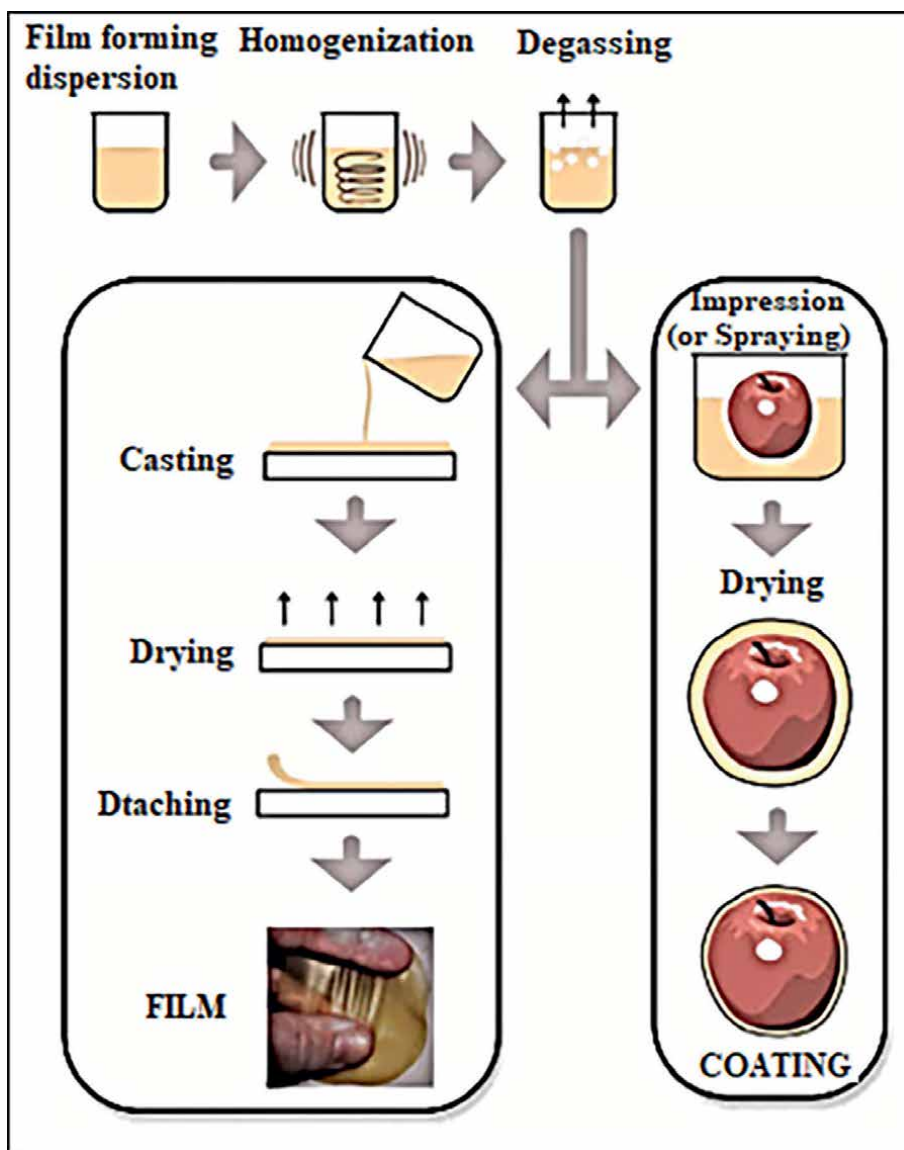 Film forming
dispersion
Homogenization
Degassing
Casting
Drying
Dtaching
FILM
Impression
(or Spraying)
Drying
COATING